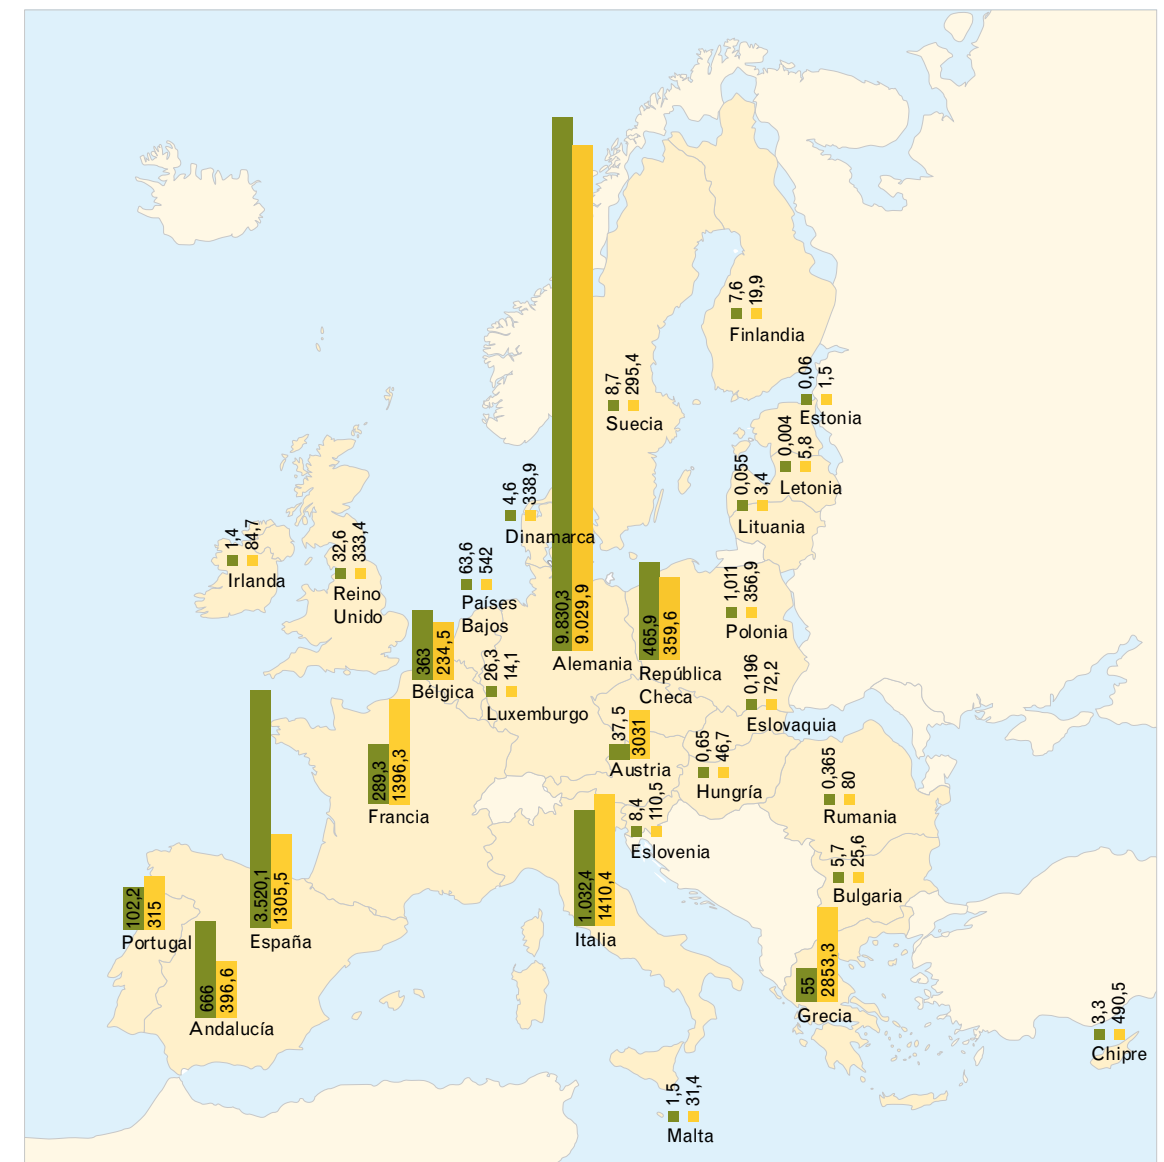 7,6
19,9
Finlandia
0,06
1,5
Estonia
8,7
295,4
Suecia
0,004
5,8
Letonia
0,055
3,4
Lituania
4,6
338,9
Dinamarca
1,4
84,7
Irlanda
32,6
333,4
Reino
Unido
63,6
542
Países
Bajos
9.830,3
9.029,9
Alemania
465,9
359,6
República
Checa
1,011
356,9
Polonia
363
234,5
Bélgica
26,3
14,1
Luxemburgo
0,196
72,2
Eslovaquia
37,5
3031
Austria
0,65
46,7
Hungría
289,3
1396,3
Francia
0,365
80
Rumania
8,4
110,5
Eslovenia
5,7
25,6
Bulgaria
102,2
315
Portugal
3.520,1
1305,5
España
1.032,4
1410,4
Italia
666
396,6
Andalucía
55
2853,3
Grecia
3,3
490,5
Chipre
1,5
31,4
Malta